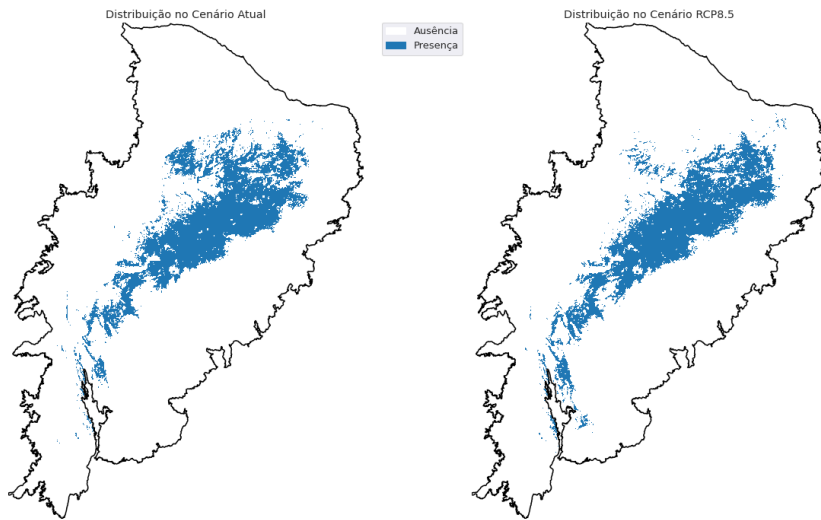 Distribuição no Cenário Atual
Ausência
Presença
Distribuição no Cenário RCP8.5